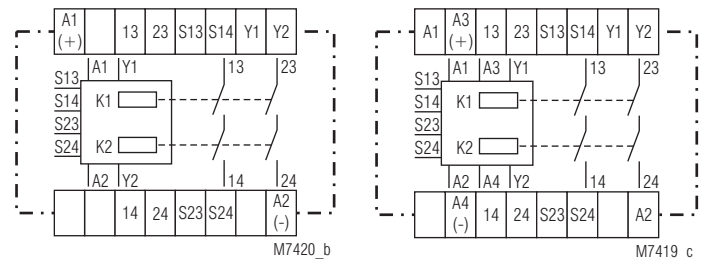 A1 (+) 13 23 S13 S14 Y1 Y2
A1 Y1 13 23
S13
S14
S23
S24
K1
K2
A2 Y2 14 24
14 24 S23 S24 A2 (-)
M7420_b
A1 A3 (+) 13 23 S13 S14 Y1 Y2
A1 A3 Y1 13 23
S13
S14
S23
S24
K1
K2
A2 A4 Y2 14 24
A4 (-) 14 24 S23 S24 A2
M7419_c